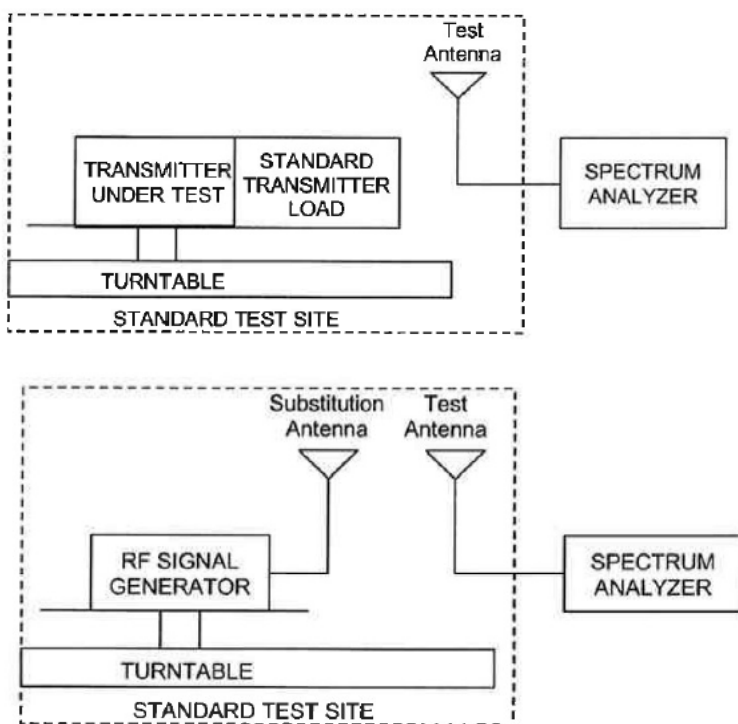 Test
Antenna
TRANSMITTER
UNDER TEST
STANDARD
TRANSMITTER
LOAD
SPECTRUM
ANALYZER
TURNTABLE
STANDARD TEST SITE
Substitution
Antenna
Test
Antenna
RF SIGNAL
GENERATOR
SPECTRUM
ANALYZER
TURNTABLE
STANDARD TEST SITE